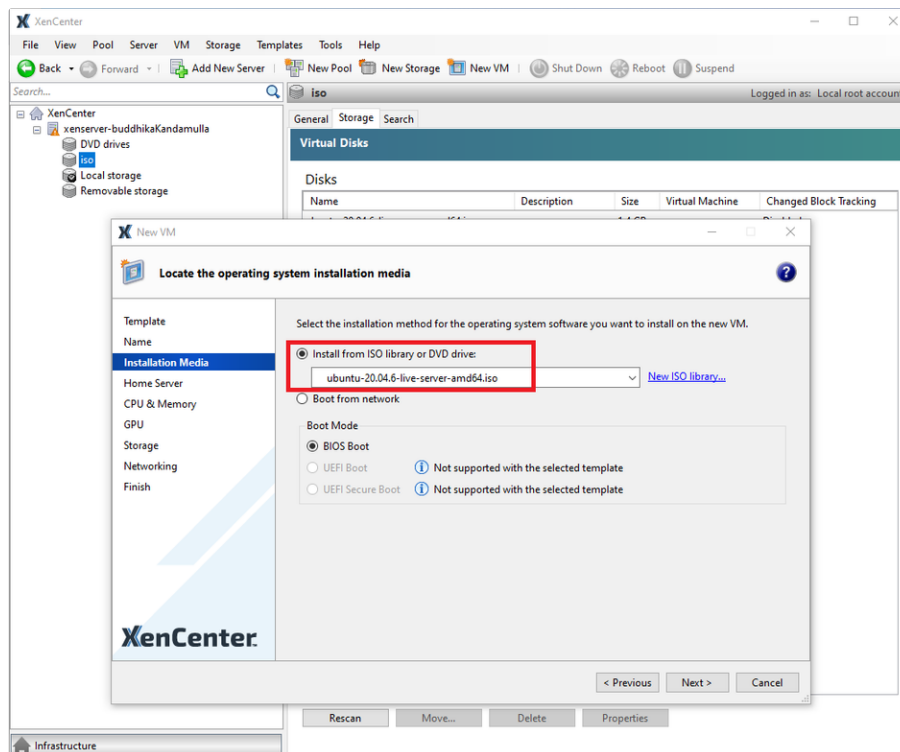 XenCenter
File View Pool Server VM Storage Templates Tools Help
Back Forward Add New Server New Pool New Storage New VM Shut Down Reboot Suspend
Search...
iso Logged in as: Local root account
XenCenter
xenserver-buddhikaKandamulla
DVD drives
iso
Local storage
Removable storage
General Storage Search
Virtual Disks
Disks
Name Description Size Virtual Machine Changed Block Tracking
New VM
Locate the operating system installation media
?
Template
Name
Installation Media
Home Server
CPU & Memory
GPU
Storage
Networking
Finish
XenCenter
Select the installation method for the operating system software you want to install on the new VM.
Install from ISO library or DVD drive:
ubuntu-20.04.6-live-server-amd64.iso New ISO library...
Boot from network
Boot Mode
BIOS Boot
UEFI Boot Not supported with the selected template
UEFI Secure Boot Not supported with the selected template
< Previous Next > Cancel
Rescan Move... Delete Properties
Infrastructure